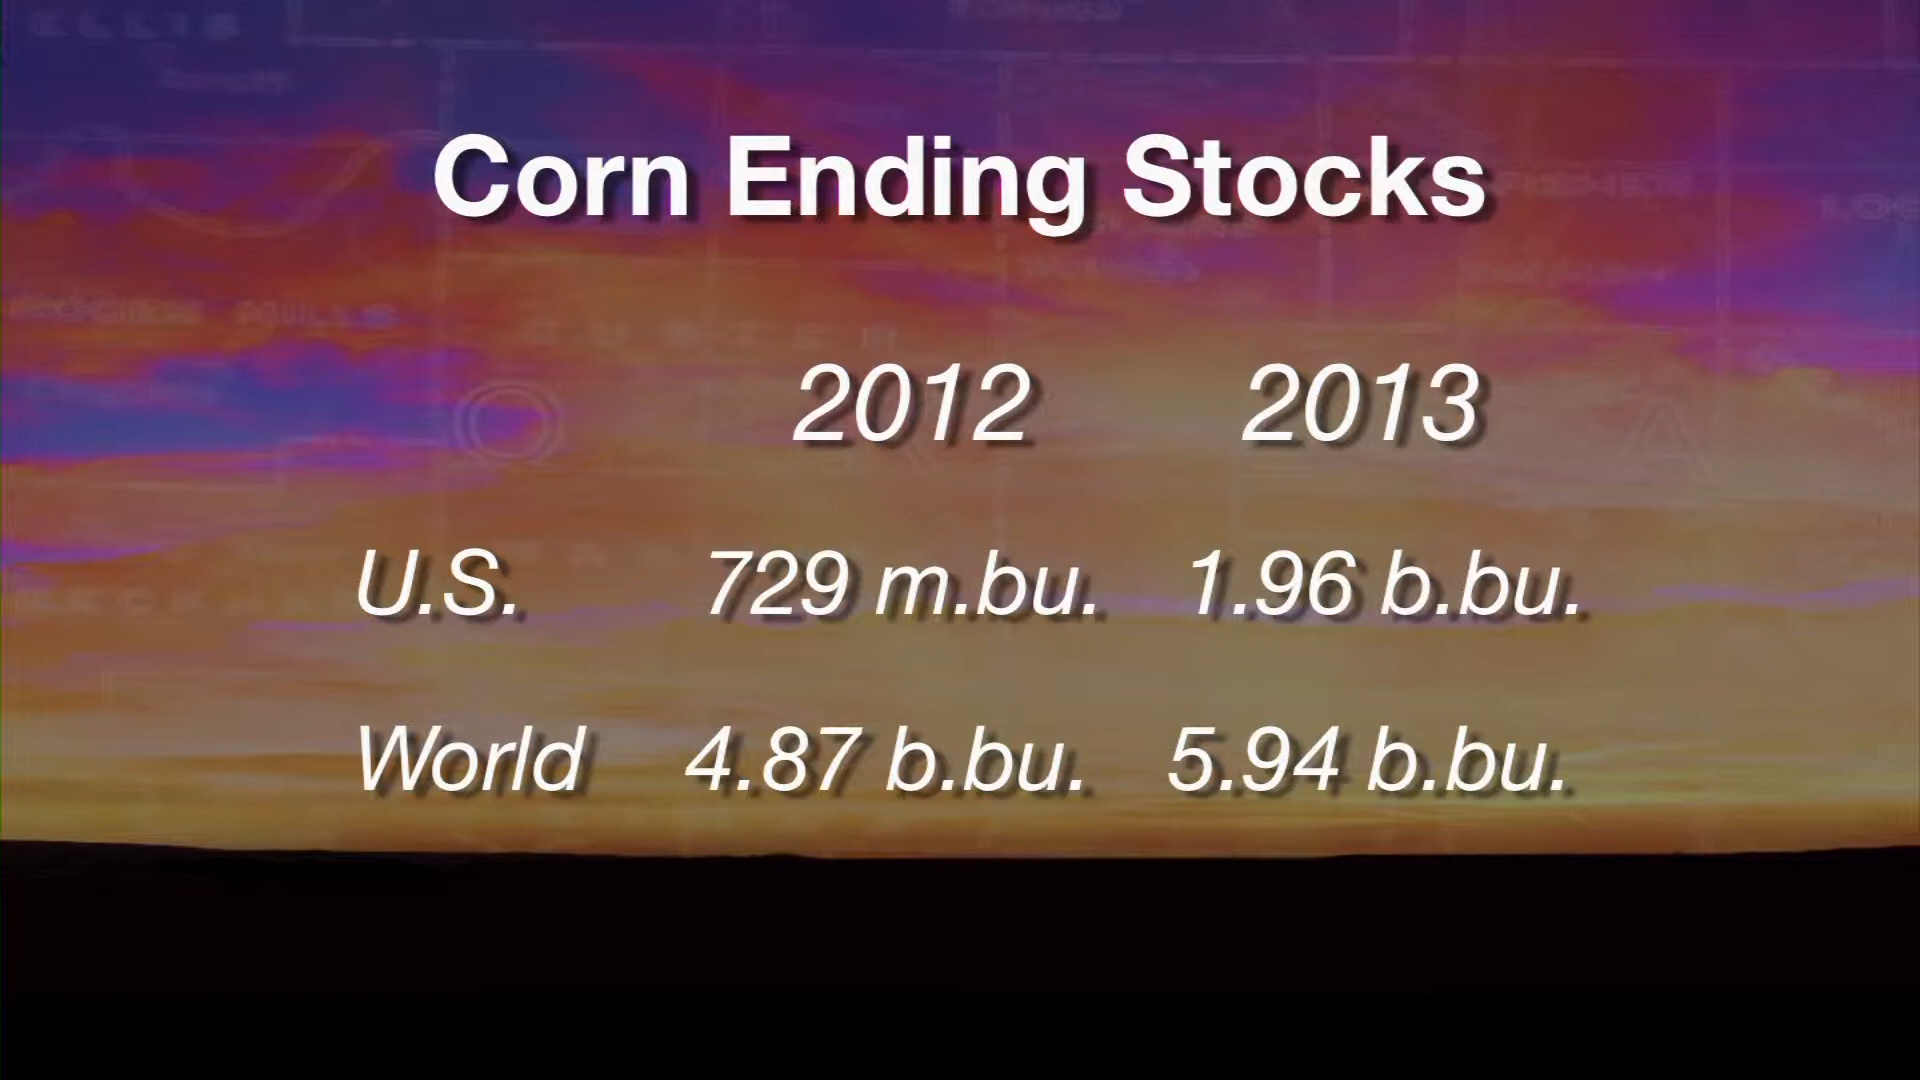 Corn Ending Stocks
2012 2013
U.S. 729 m.bu. 1.96 b.bu.
World 4.87 b.bu. 5.94 b.bu.